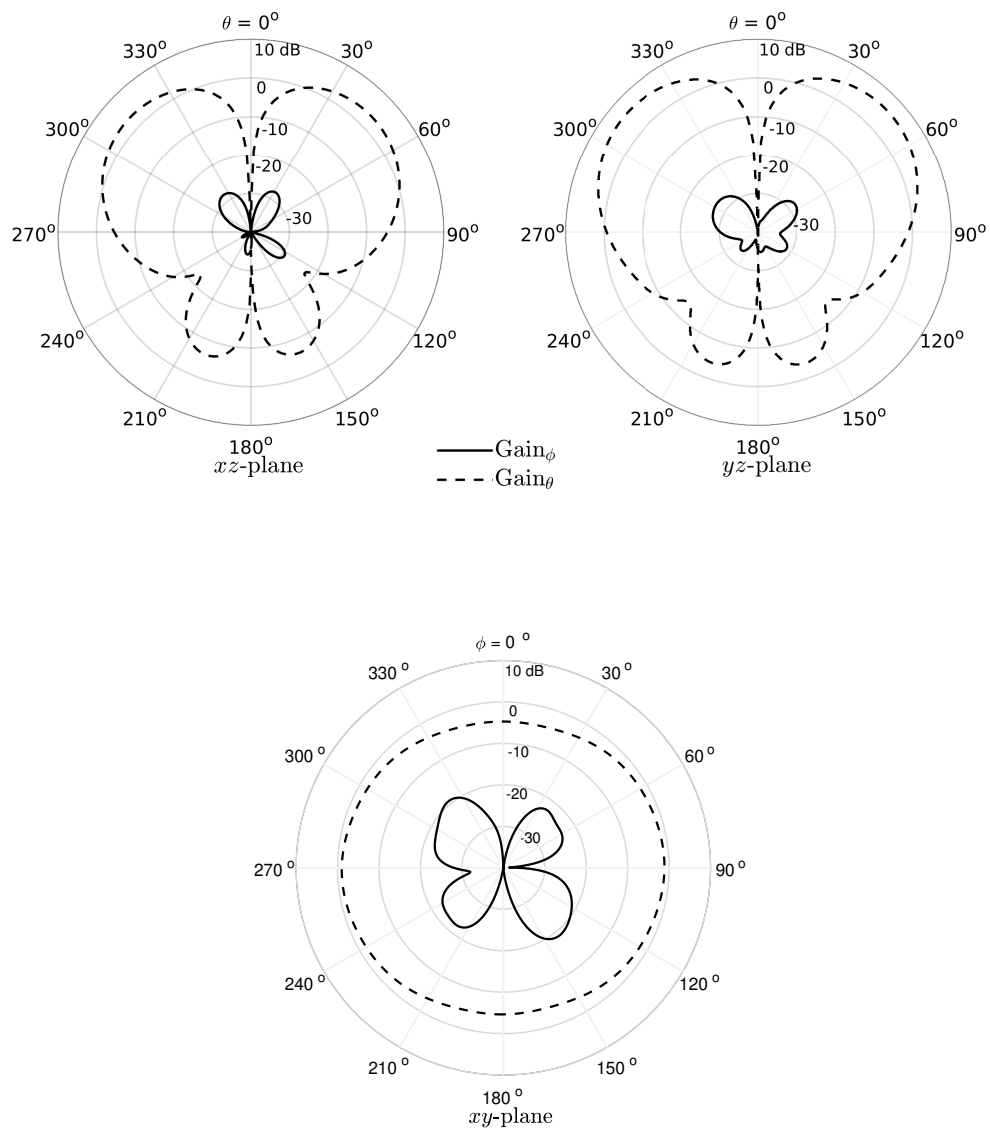 θ = 0°
330° 10 dB 30°
300° 0 60°
-10
-20
-30
270° 90°
240° 120°
210° 150°
180°
xz-plane
θ = 0°
330° 10 dB 30°
300° 0 60°
-10
-20
-30
270° 90°
240° 120°
210° 150°
180°
yz-plane
Gainϕ
Gainθ
ϕ = 0 °
330 ° 10 dB 30 °
0
300 ° -10 60 °
-20
-30
270 ° 90 °
240 ° 120 °
210 ° 150 °
180 °
xy-plane